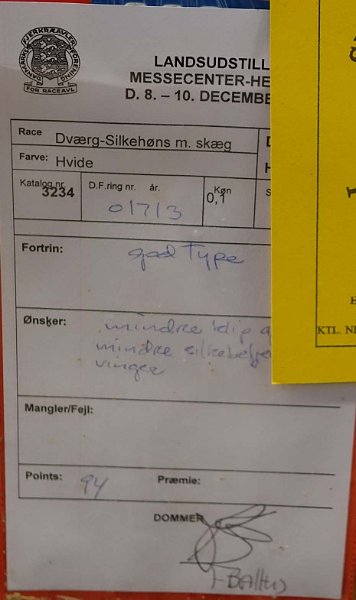 DANMARKS FJERKRÆAVLERFORENING
FOR RACEAVL
LANDSUDSTILL
MESSECENTER-HE
D. 8. – 10. DECEMBE
Race Dværg-Silkehøns m. skæg
Farve: Hvide
Katalog nr. 3234
D.F.ring nr. år. 01713
Køn 0,1
Fortrin: god Type
Ønsker: mindre klip
mindre
vinger
Mangler/Fejl:
Points: 94 Præmie:
DOMMER
KTL. N